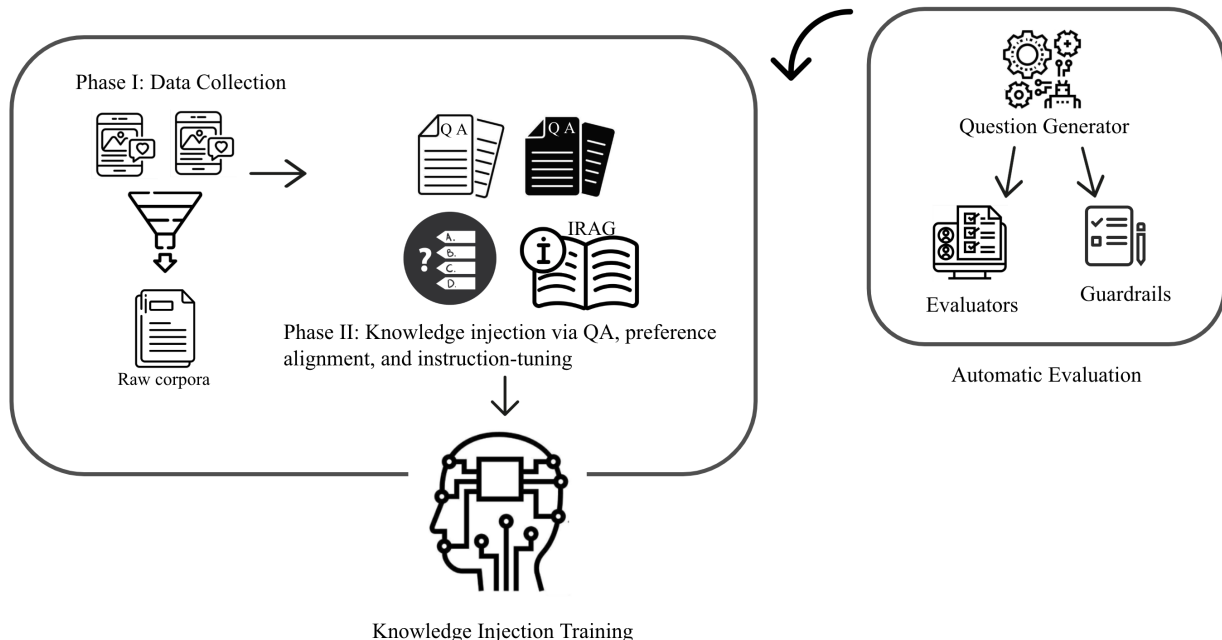 Phase I: Data Collection
Raw corpora
Q A
Q A
?
A.
B.
C.
D.
i
IRAG
Phase II: Knowledge injection via QA, preference
alignment, and instruction-tuning
Knowledge Injection Training
Question Generator
Evaluators
Guardrails
Automatic Evaluation